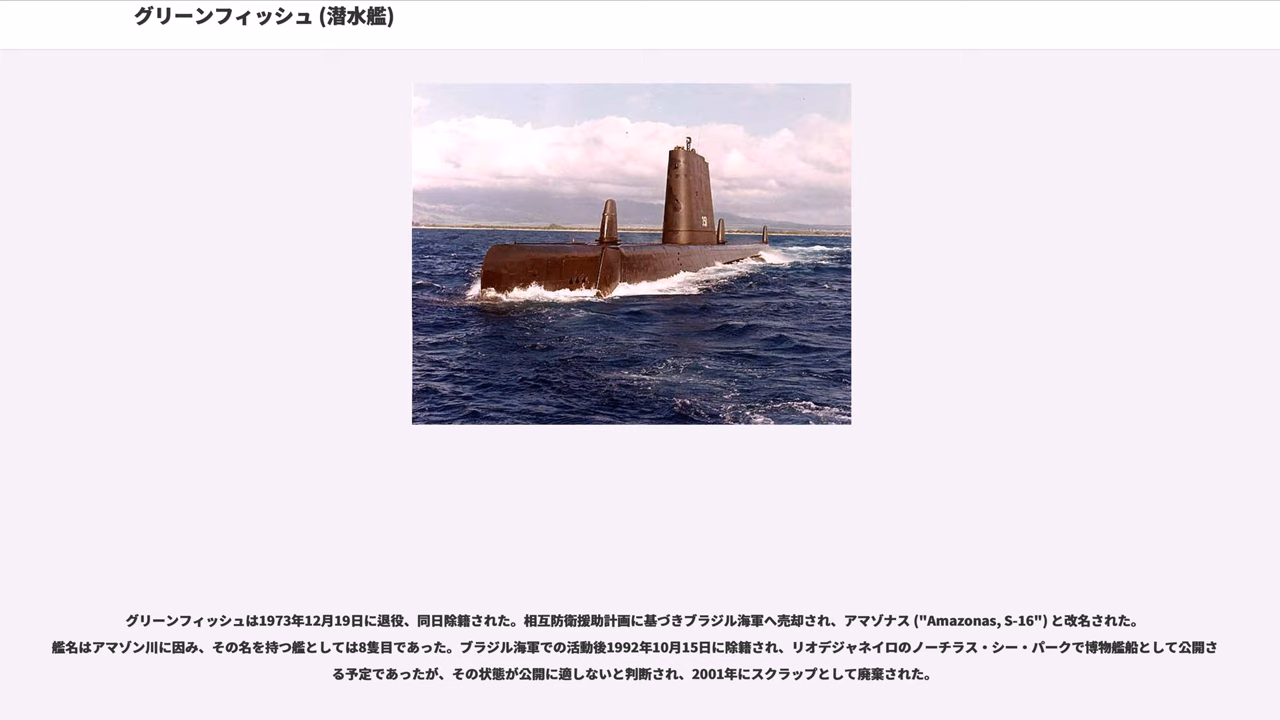 グリーンフィッシュ (潜水艦)
グリーンフィッシュは1973年12月19日に退役、同日除籍された。相互防衛援助計画に基づきブラジル海軍へ売却され、アマゾナス ("Amazonas, S-16") と改名された。
艦名はアマゾン川に因み、その名を持つ艦としては8隻目であった。ブラジル海軍での活動後1992年10月15日に除籍され、リオデジャネイロのノーチラス・シー・パークで博物艦船として公開さ
る予定であったが、その状態が公開に適しないと判断され、2001年にスクラップとして廃棄された。